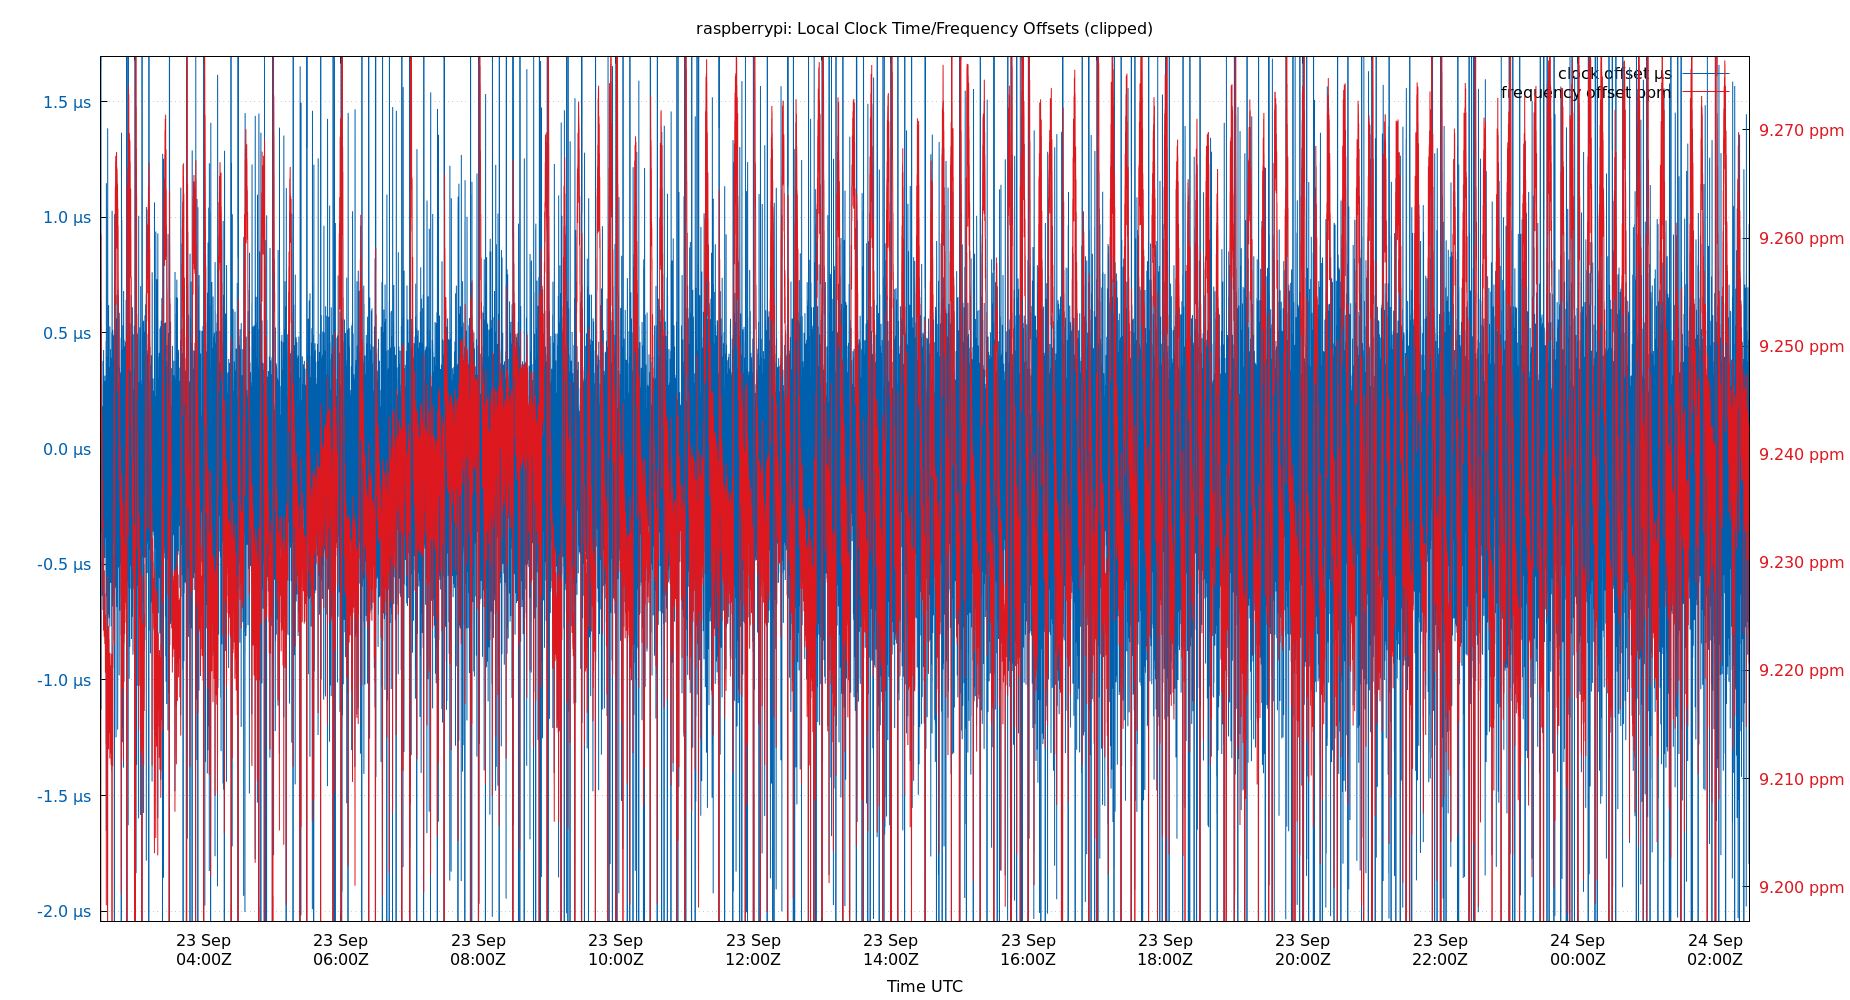 raspberrypi: Local Clock Time/Frequency Offsets (clipped)
clock offset µs
frequency offset ppm
1.5 µs
1.0 µs
0.5 µs
0.0 µs
-0.5 µs
-1.0 µs
-1.5 µs
-2.0 µs
9.270 ppm
9.260 ppm
9.250 ppm
9.240 ppm
9.230 ppm
9.220 ppm
9.210 ppm
9.200 ppm
23 Sep 23 Sep 23 Sep 23 Sep 23 Sep 23 Sep 23 Sep 23 Sep 23 Sep 23 Sep 24 Sep 24 Sep
04:00Z 06:00Z 08:00Z 10:00Z 12:00Z 14:00Z 16:00Z 18:00Z 20:00Z 22:00Z 00:00Z 02:00Z
Time UTC